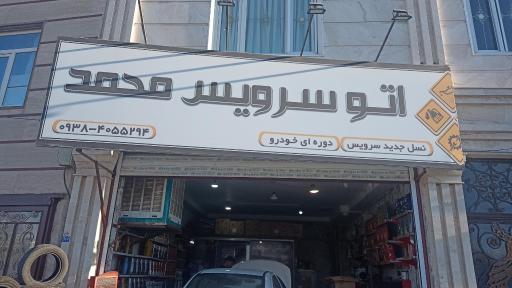 اتو سرویس محمد
نسل جدید سرویس دوره ای خودرو
۰۹۳۸-۴۰۵۵۲۹۴